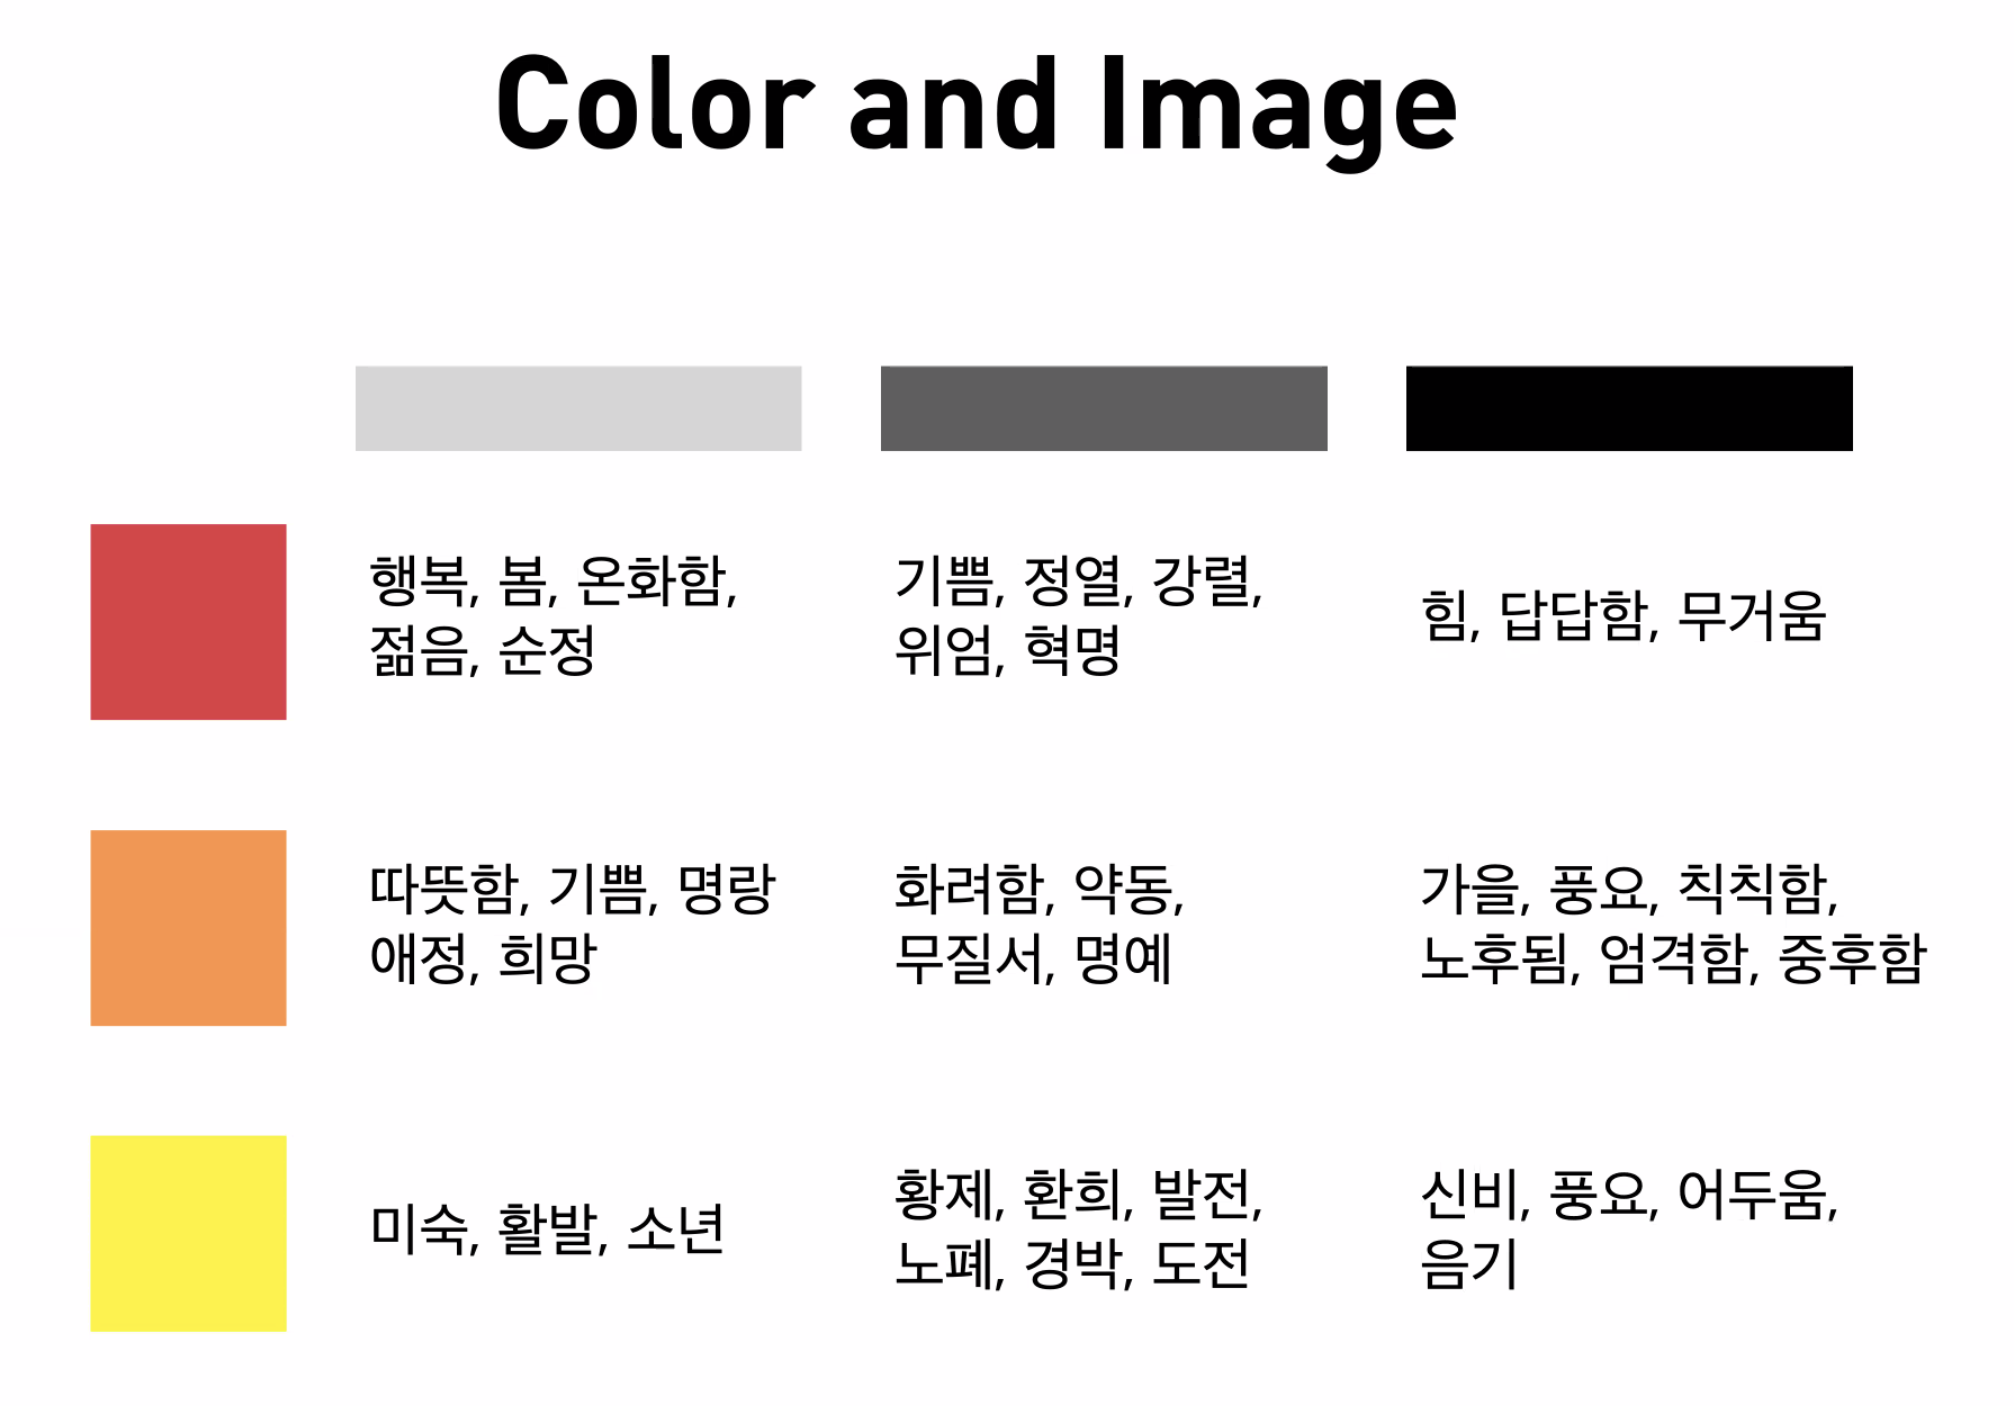 Color and Image
행복, 봄, 온화함,
젊음, 순정
기쁨, 정열, 강렬,
위엄, 혁명
힘, 답답함, 무거움
따뜻함, 기쁨, 명랑
애정, 희망
화려함, 약동,
무질서, 명예
가을, 풍요, 칙칙함,
노후됨, 엄격함, 중후함
미숙, 활발, 소년
황제, 환희, 발전,
노폐, 경박, 도전
신비, 풍요, 어두움,
음기